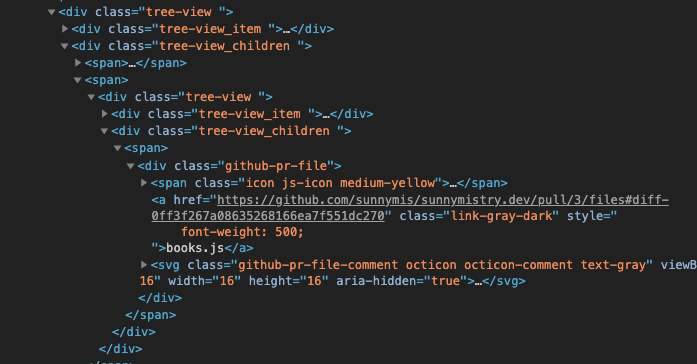 ▼<div class="tree-view ">
▶<div class="tree-view_item ">…</div>
▼<div class="tree-view_children ">
▶<span>…</span>
▼<span>
▼<div class="tree-view ">
▶<div class="tree-view_item ">…</div>
▼<div class="tree-view_children ">
▼<span>
▼<div class="github-pr-file">
▶<span class="icon js-icon medium-yellow">…</span>
<a href="https://github.com/sunnymis/sunnymistry.dev/pull/3/files#diff-
0ff3f267a08635268166ea7f551dc270" class="link-gray-dark" style="
font-weight: 500;
">books.js</a>
▶<svg class="github-pr-file-comment octicon octicon-comment text-gray" viewB
16" width="16" height="16" aria-hidden="true">…</svg>
</div>
</span>
</div>
</div>